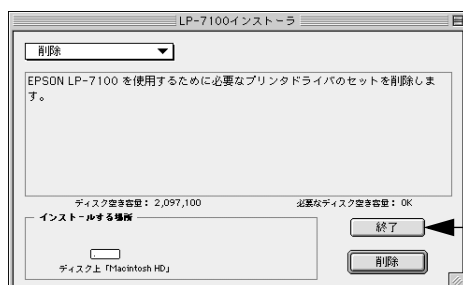 LP-7100インストーラ
削除
EPSON LP-7100 を使用するために必要なプリンタドライバのセットを削除しま
す。
ディスク空き容量： 2,097,100
必要なディスク空き容量： 0K
インストールする場所
終了
ディスク上「Macintosh HD」
削除